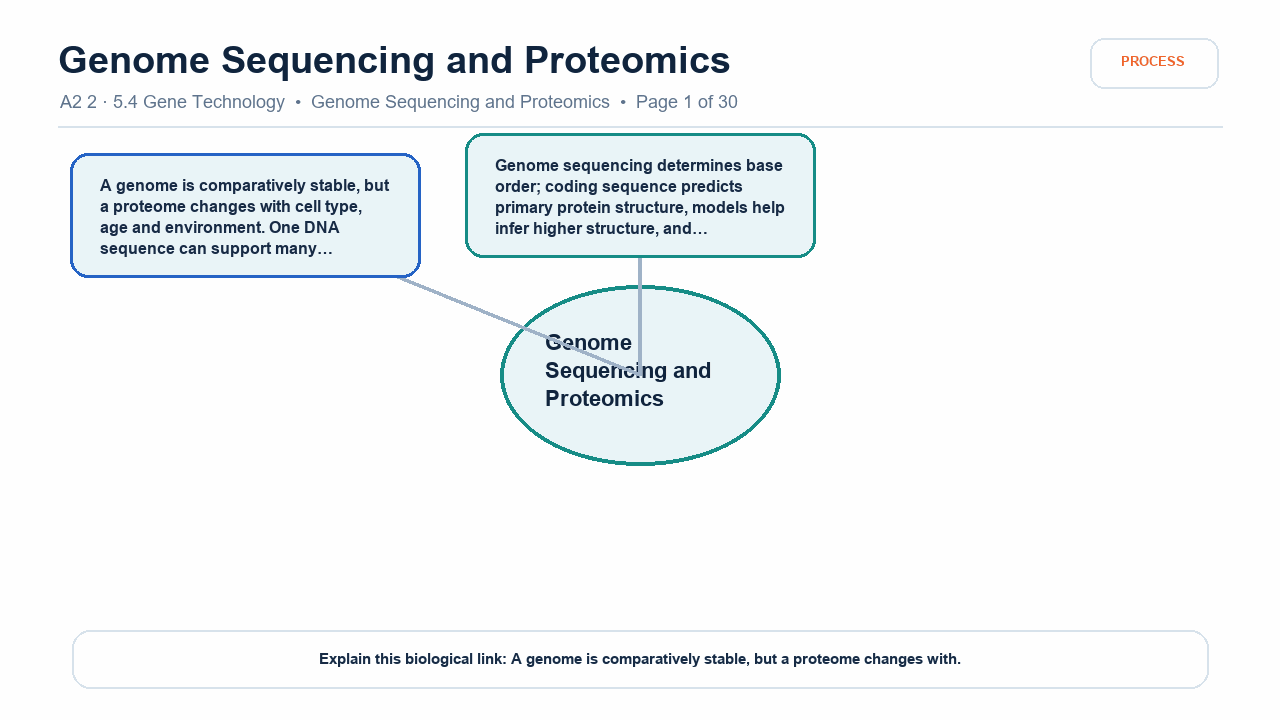 Genome Sequencing and Proteomics
PROCESS
A2 2 · 5.4 Gene Technology • Genome Sequencing and Proteomics • Page 1 of 30
A genome is comparatively stable, but
a proteome changes with cell type,
age and environment. One DNA
sequence can support many…
Genome sequencing determines base
order; coding sequence predicts
primary protein structure, models help
infer higher structure, and…
Genome
Sequencing and
Proteomics
Explain this biological link: A genome is comparatively stable, but a proteome changes with.